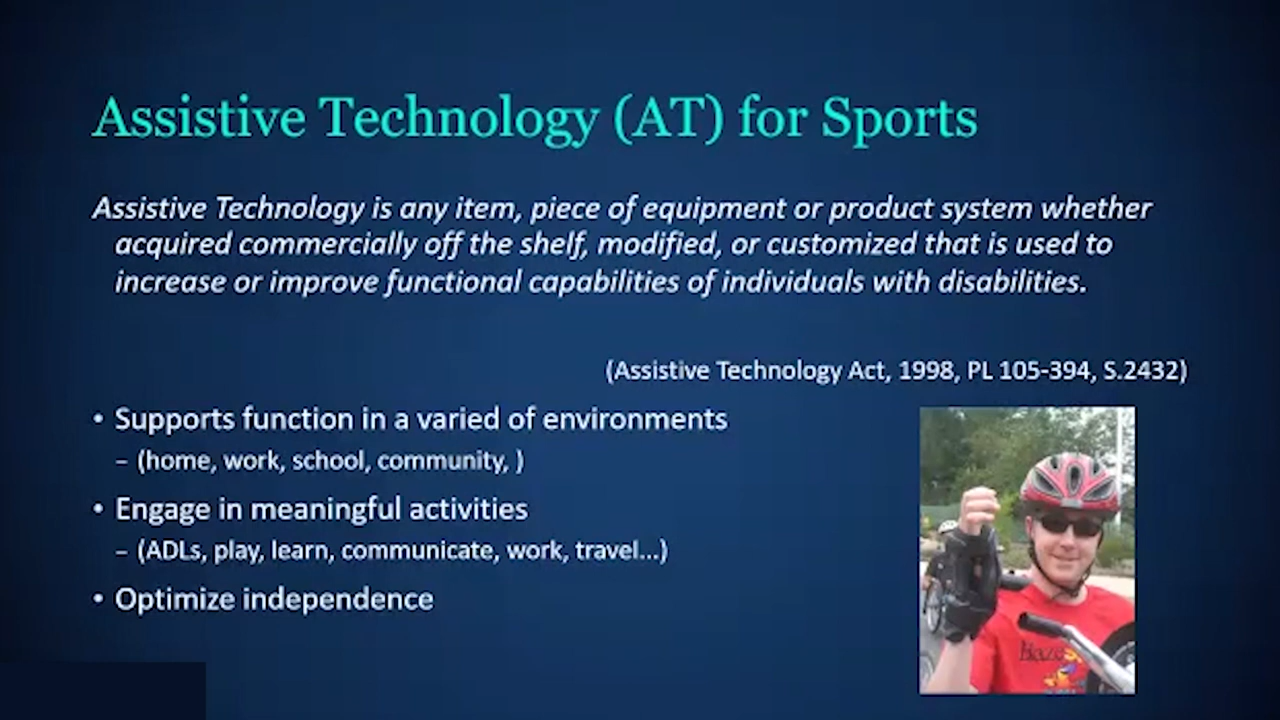 Assistive Technology (AT) for Sports
Assistive Technology is any item, piece of equipment or product system whether
acquired commercially off the shelf, modified, or customized that is used to
increase or improve functional capabilities of individuals with disabilities.
(Assistive Technology Act, 1998, PL 105-394, S.2432)
• Supports function in a varied of environments
– (home, work, school, community, )
• Engage in meaningful activities
– (ADLs, play, learn, communicate, work, travel...)
• Optimize independence